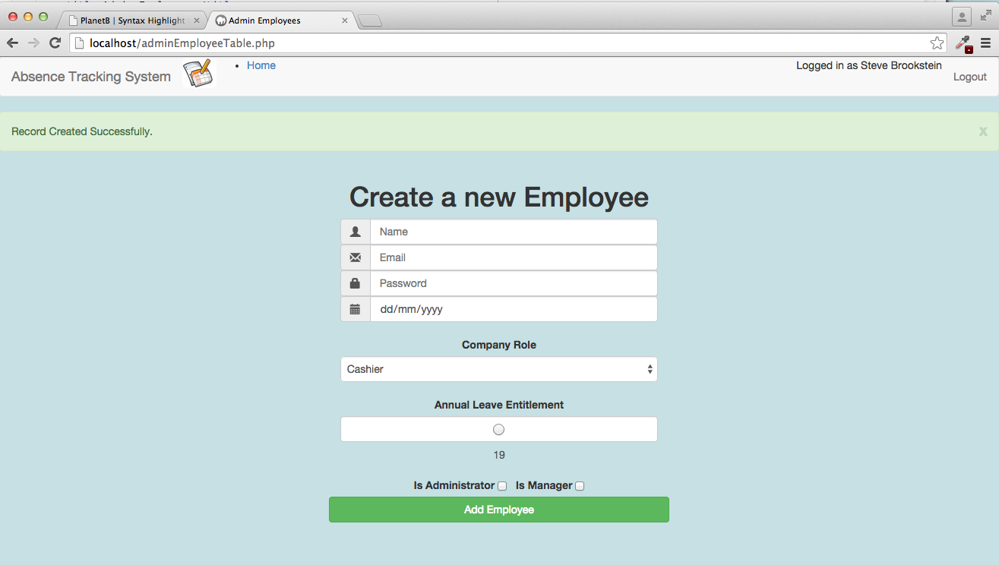 PlanetB | Syntax Highlight
Admin Employees
localhost/adminEmployeeTable.php
Absence Tracking System
Home
Logged in as Steve Brookstein
Logout
Record Created Successfully.
x
Create a new Employee
Name
Email
Password
dd/mm/yyyy
Company Role
Cashier
Annual Leave Entitlement
19
Is Administrator Is Manager
Add Employee